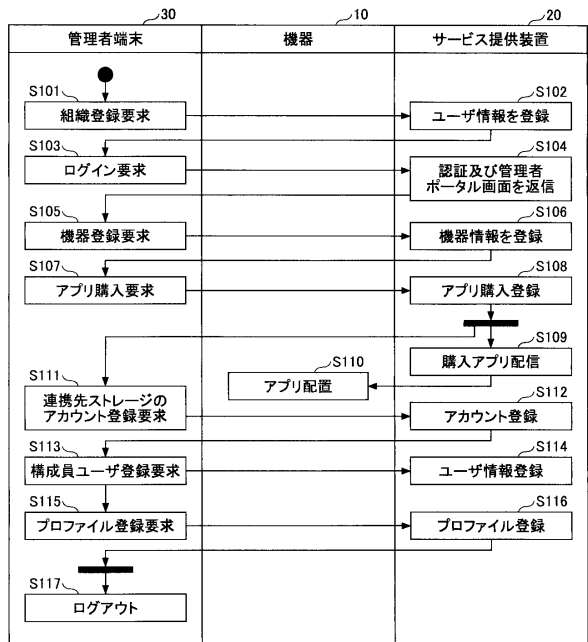 30
10
20
管理者端末
機器
サービス提供装置
S101
組織登録要求
S102
ユーザ情報を登録
S103
ログイン要求
S104
認証及び管理者
ポータル画面を返信
S105
機器登録要求
S106
機器情報を登録
S107
アプリ購入要求
S108
アプリ購入登録
S109
購入アプリ配信
S110
アプリ配置
S111
連携先ストレージの
アカウント登録要求
S112
アカウント登録
S113
構成員ユーザ登録要求
S114
ユーザ情報登録
S115
プロファイル登録要求
S116
プロファイル登録
S117
ログアウト